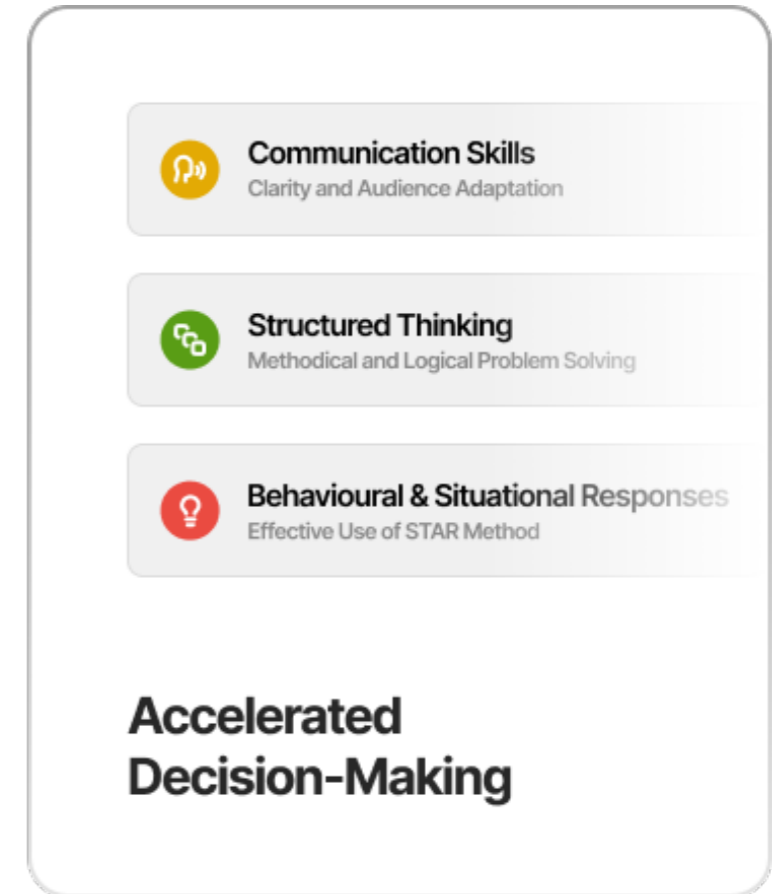 Communication Skills
Clarity and Audience Adaptation
Structured Thinking
Methodical and Logical Problem Solving
Behavioural & Situational Responses
Effective Use of STAR Method
Accelerated
Decision-Making